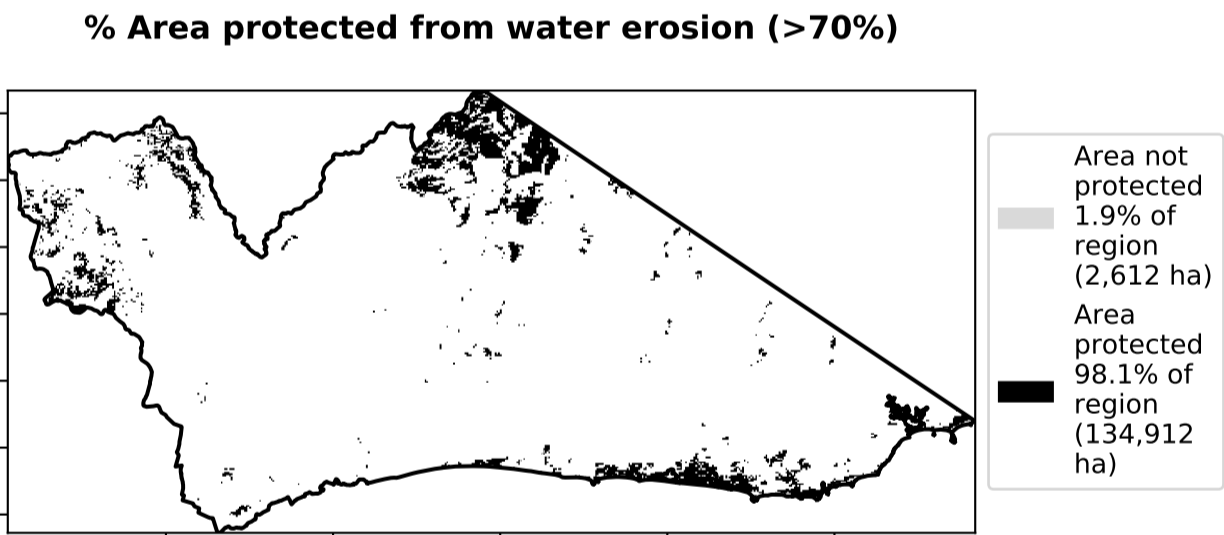 % Area protected from water erosion (>70%)
Area not
protected
1.9% of
region
(2,612 ha)
Area
protected
98.1% of
region
(134,912
ha)